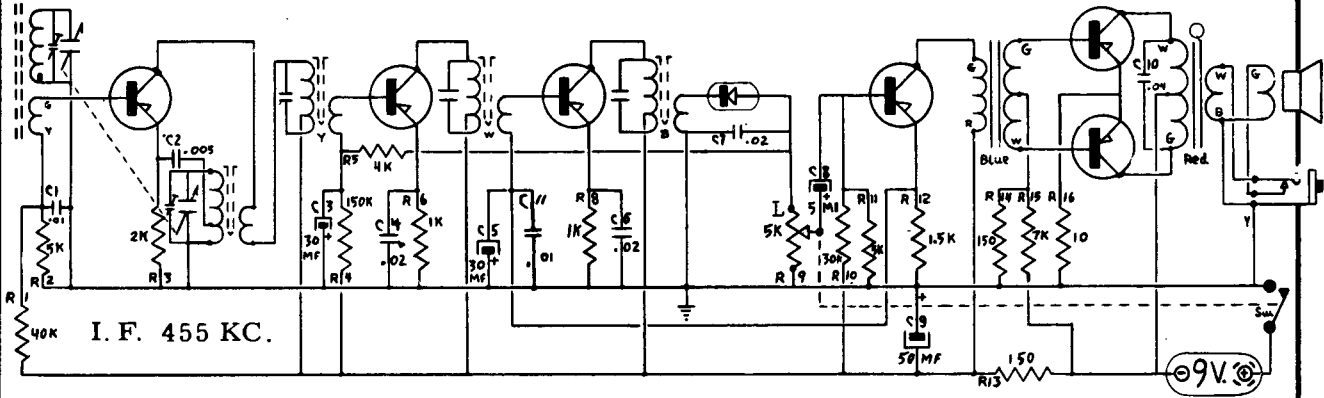 G
Y
C1
.01
5K
R2
R1
40K
I. F. 455 KC.
C2 .005
2K
R3
Y
R5
4K
C3
30
MF
+
150K
R4
C4
.02
R6
1K
W
C5
30
MF
+
C11
.01
R8
1K
C6
.02
B
C7 .02
L
5K
R9
C8
+
5 MF
130K
R10
R11
R12
1.5K
+
C9
50 MF
G
R
Blue
G
W
R14
150
R15
7K
R16
10
C10
.04
W
G
Red
W
B
G
Y
Sw
R13
150
9V.